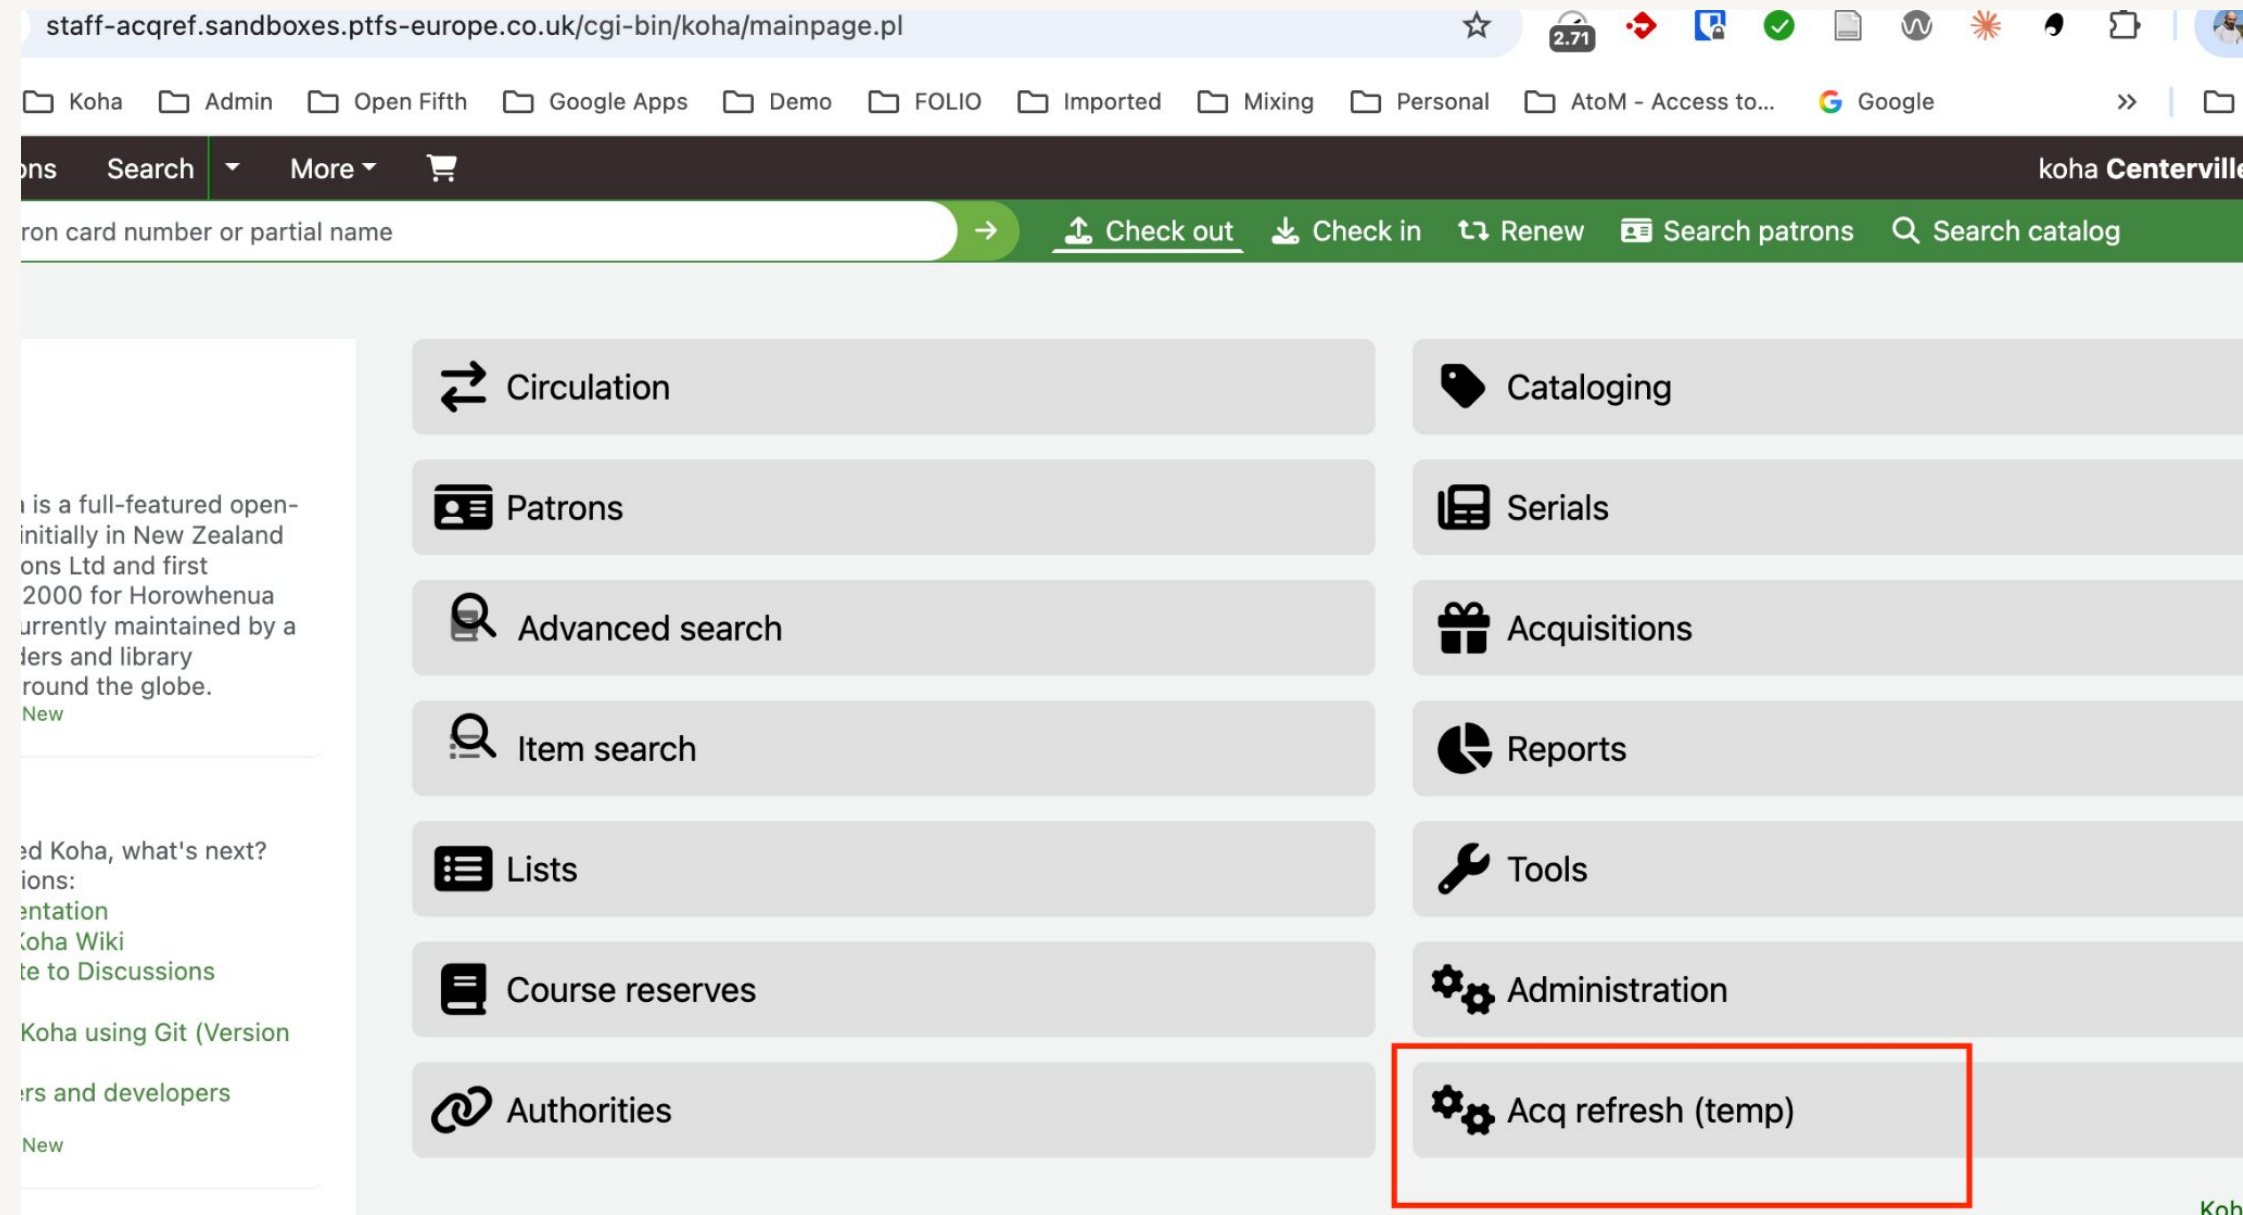 staff-acqref.sandboxes.ptfs-europe.co.uk/cgi-bin/koha/mainpage.pl
2.71
Koha Admin Open Fifth Google Apps Demo FOLIO Imported Mixing Personal AtoM - Access to... Google »
ons Search More koha Centerville
ron card number or partial name Check out Check in Renew Search patrons Search catalog
Circulation Cataloging
Patrons Serials
Advanced search Acquisitions
Item search Reports
Lists Tools
Course reserves Administration
Authorities Acq refresh (temp)
is a full-featured open-
initially in New Zealand
ons Ltd and first
2000 for Horowhenua
urrently maintained by a
ders and library
round the globe.
New
ed Koha, what's next?
ions:
entation
Koha Wiki
te to Discussions
Koha using Git (Version
ers and developers
New
Koh